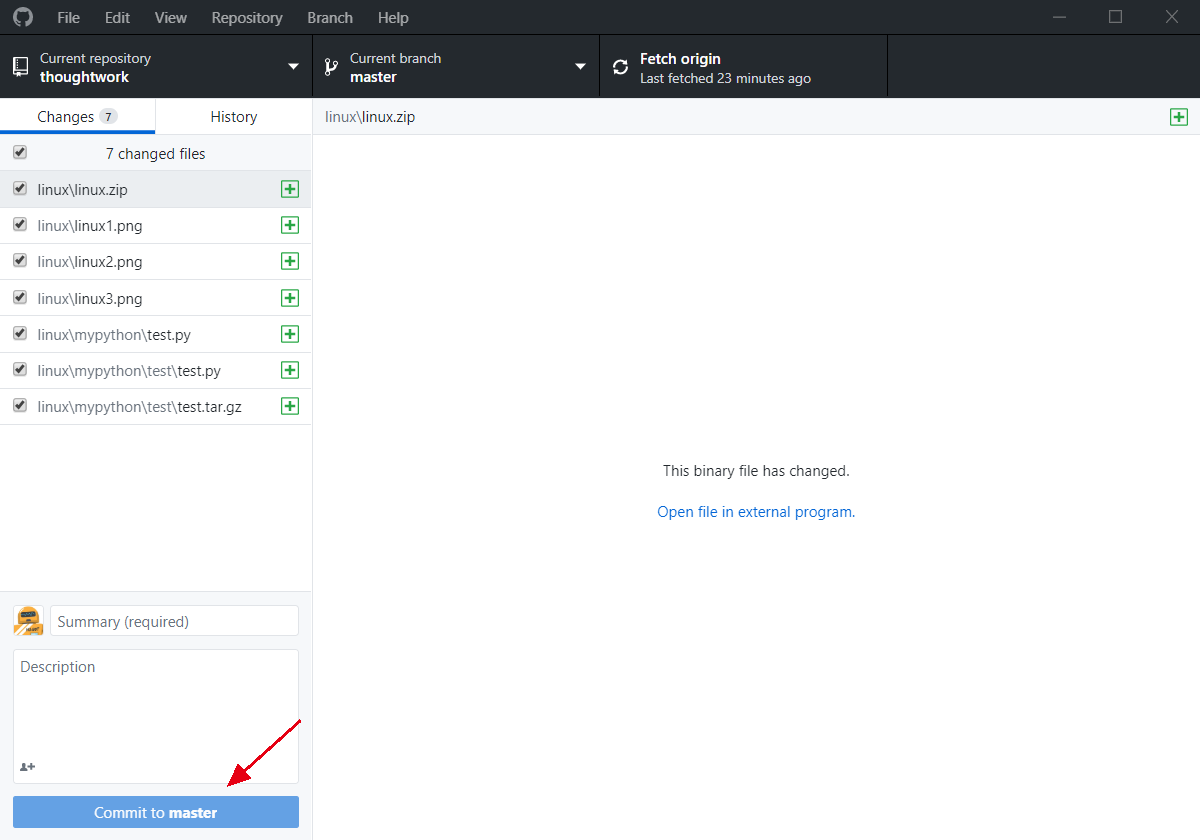 File Edit View Repository Branch Help
Current repository
thoughtwork
Current branch
master
Fetch origin
Last fetched 23 minutes ago
Changes 7
History
linux\linux.zip
7 changed files
linux\linux.zip
linux\linux1.png
linux\linux2.png
linux\linux3.png
linux\mypython\test.py
linux\mypython\test\test.py
linux\mypython\test\test.tar.gz
This binary file has changed.
Open file in external program.
Summary (required)
Description
Commit to master